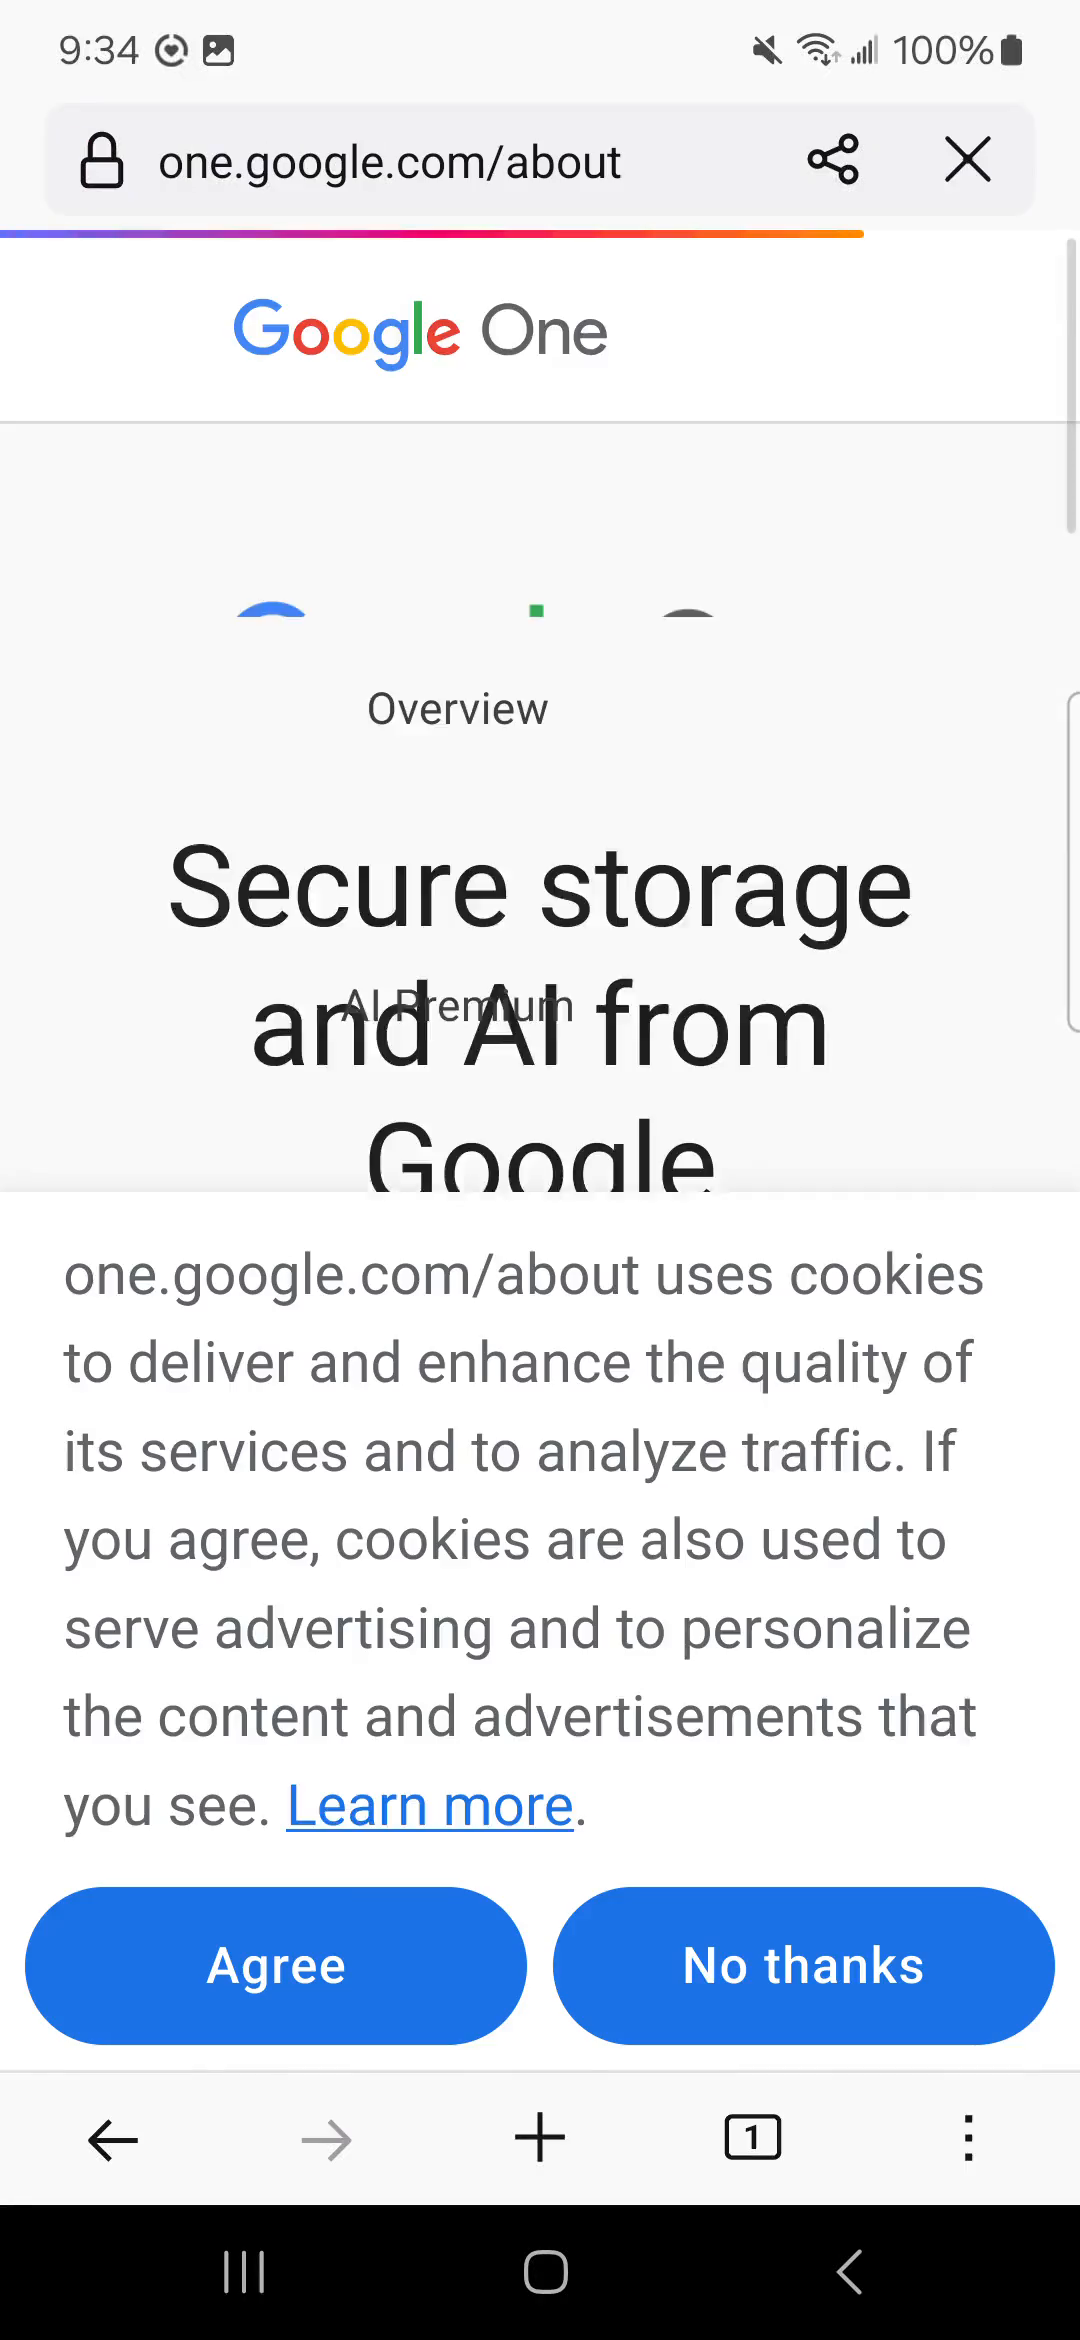 9:34
100%
one.google.com/about
Google One
Overview
Secure storage
and AI from
AI Premium
Google
one.google.com/about uses cookies
to deliver and enhance the quality of
its services and to analyze traffic. If
you agree, cookies are also used to
serve advertising and to personalize
the content and advertisements that
you see. Learn more.
Agree
No thanks
1